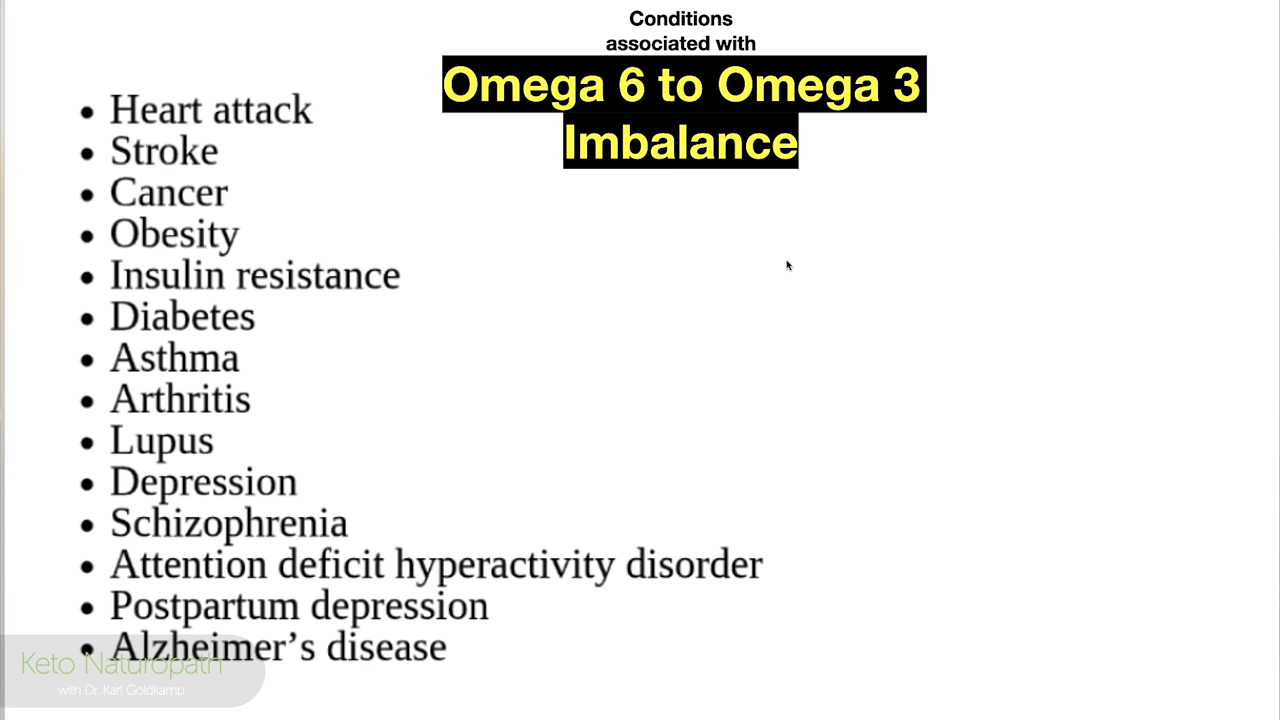 Conditions
associated with
Omega 6 to Omega 3
Imbalance
• Heart attack
• Stroke
• Cancer
• Obesity
• Insulin resistance
• Diabetes
• Asthma
• Arthritis
• Lupus
• Depression
• Schizophrenia
• Attention deficit hyperactivity disorder
• Postpartum depression
• Alzheimer’s disease
Keto Naturopath
with Dr. Karl Goldkamp